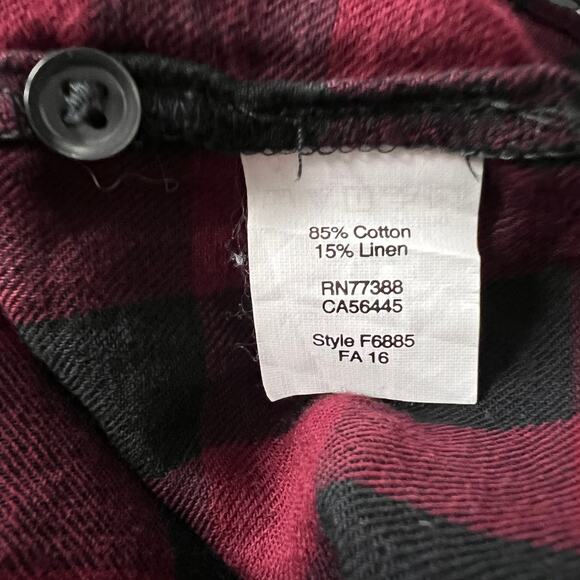 85% Cotton
15% Linen
RN77388
CA56445
Style F6885
FA 16